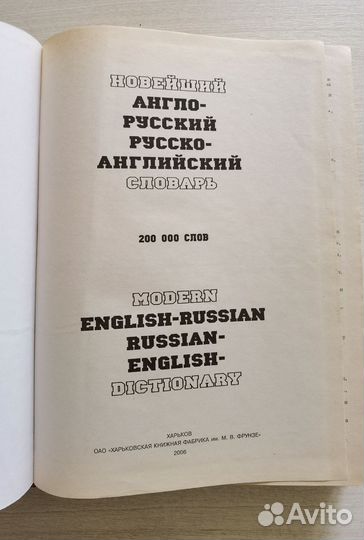 НОВЕЙШИЙ
АНГЛО-
РУССКИЙ
РУССКО-
АНГЛИЙСКИЙ
СЛОВАРЬ
200 000 СЛОВ
MODERN
ENGLISH-RUSSIAN
RUSSIAN-
ENGLISH-
DICTIONARY
ХАРЬКОВ
ОАО «ХАРЬКОВСКАЯ КНИЖНАЯ ФАБРИКА им. М. В. ФРУНЗЕ»
2006
Avito